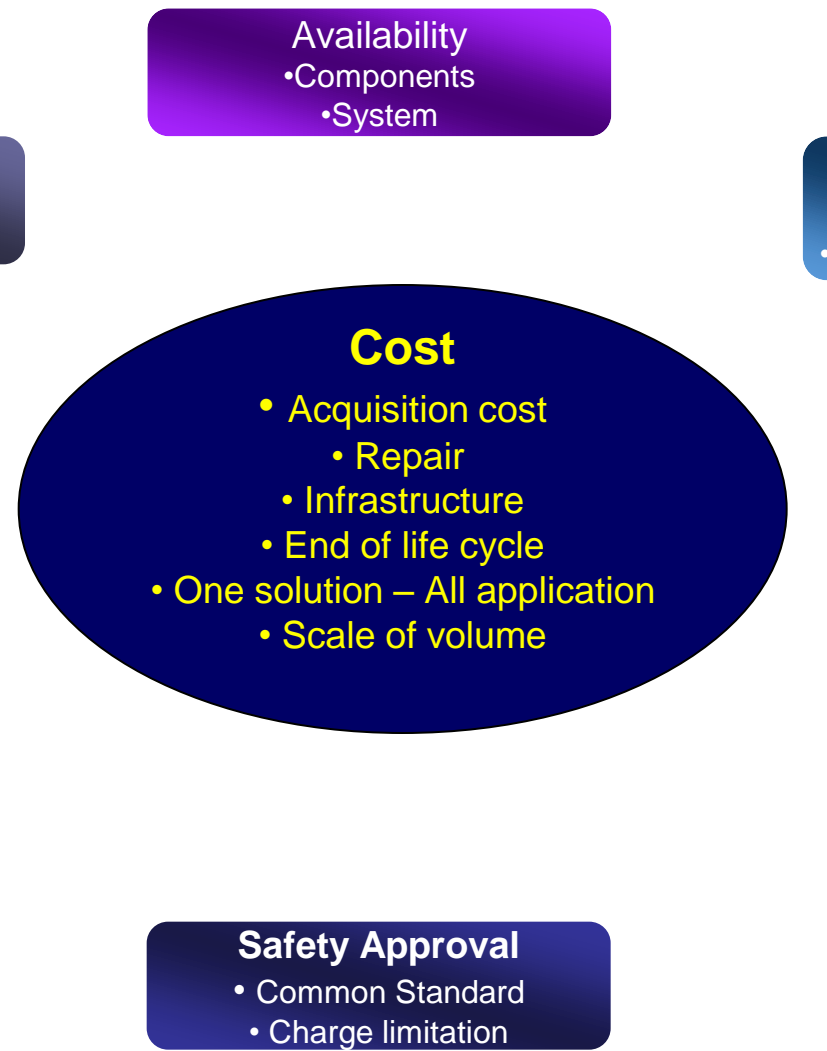 Availability
•Components
•System
Cost
• Acquisition cost
• Repair
• Infrastructure
• End of life cycle
• One solution – All application
• Scale of volume
Safety Approval
• Common Standard
• Charge limitation